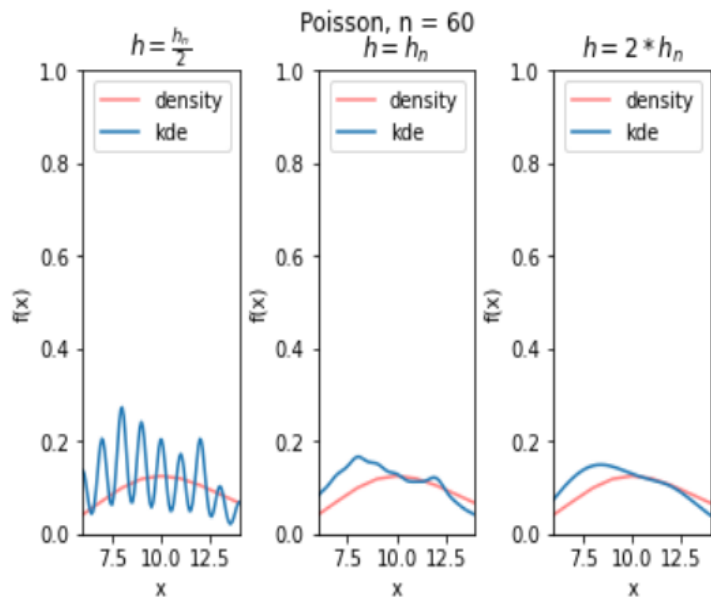 Poisson, n = 60
h = h_n/2
h = h_n
h = 2 * h_n
density
kde
density
kde
density
kde
1.0
0.8
0.6
0.4
0.2
0.0
f(x)
7.5 10.0 12.5
x
1.0
0.8
0.6
0.4
0.2
0.0
f(x)
7.5 10.0 12.5
x
1.0
0.8
0.6
0.4
0.2
0.0
f(x)
7.5 10.0 12.5
x